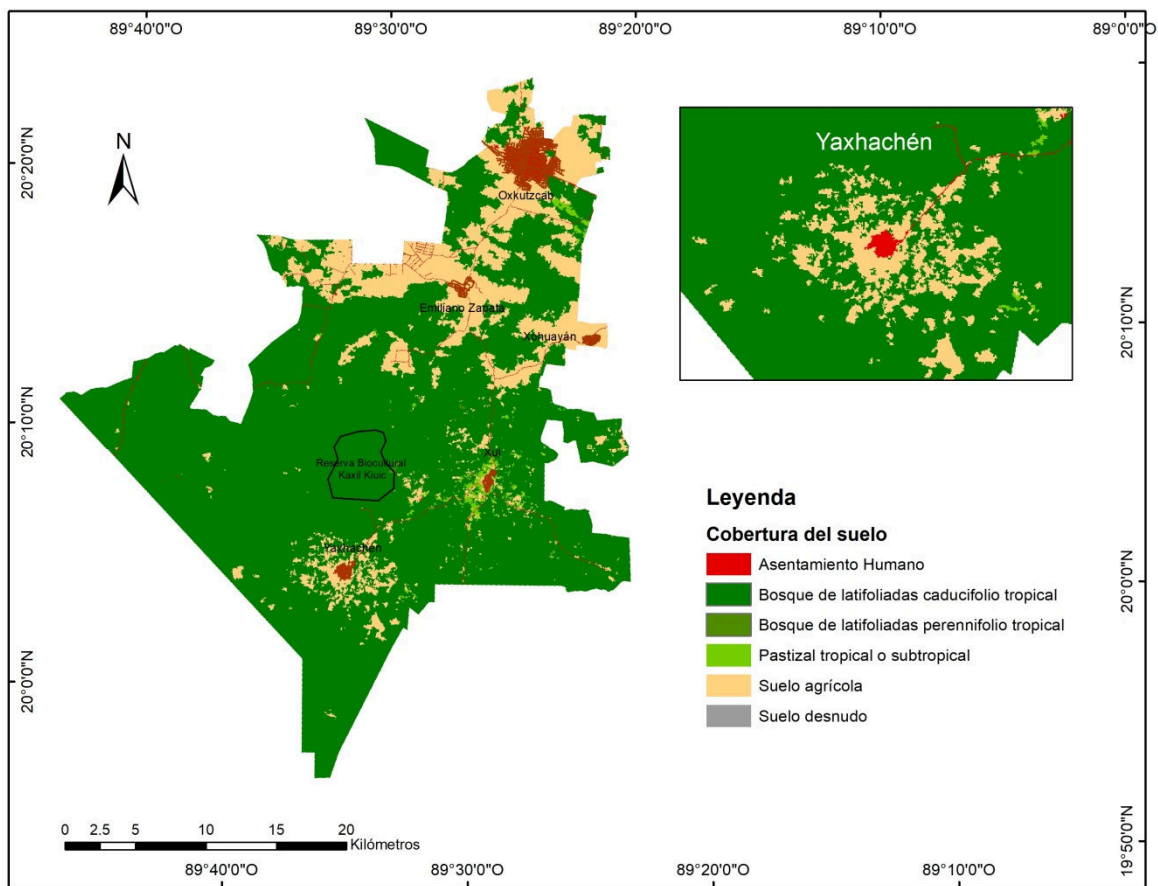 89°40'0"O
89°30'0"O
89°20'0"O
89°10'0"O
89°0'0"O
N
20°20'0"N
20°10'0"N
20°0'0"N
Oxkutzcab
Emiliano Zapata
Xohuayán
Xul
Reserva Biocultural
Kaxil Kiuic
Yaxhachén
Yaxhachén
20°10'0"N
20°0'0"N
19°50'0"N
Leyenda
Cobertura del suelo
Asentamiento Humano
Bosque de latifoliadas caducifolio tropical
Bosque de latifoliadas perennifolio tropical
Pastizal tropical o subtropical
Suelo agrícola
Suelo desnudo
0 2.5 5 10 15 20
Kilómetros
89°40'0"O
89°30'0"O
89°20'0"O
89°10'0"O